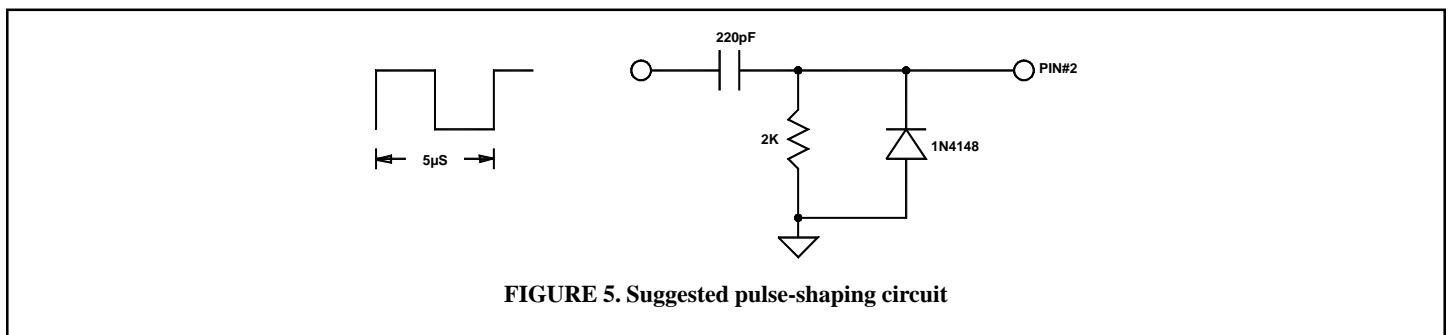 220pF
PIN#2
2K
1N4148
5µS
FIGURE 5. Suggested pulse-shaping circuit